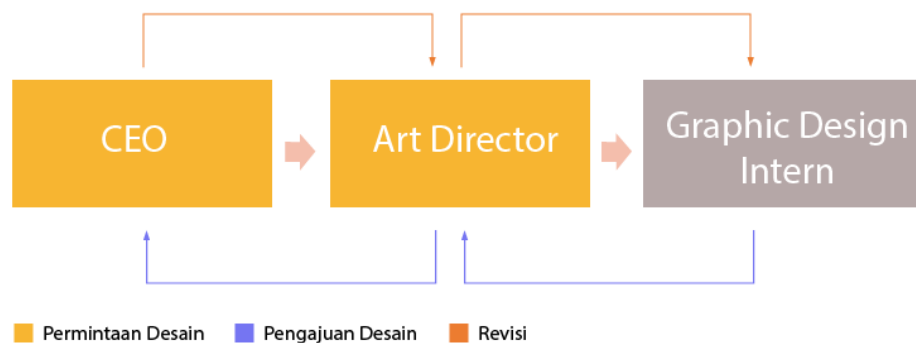 CEO
Art Director
Graphic Design
Intern
Permintaan Desain
Pengajuan Desain
Revisi